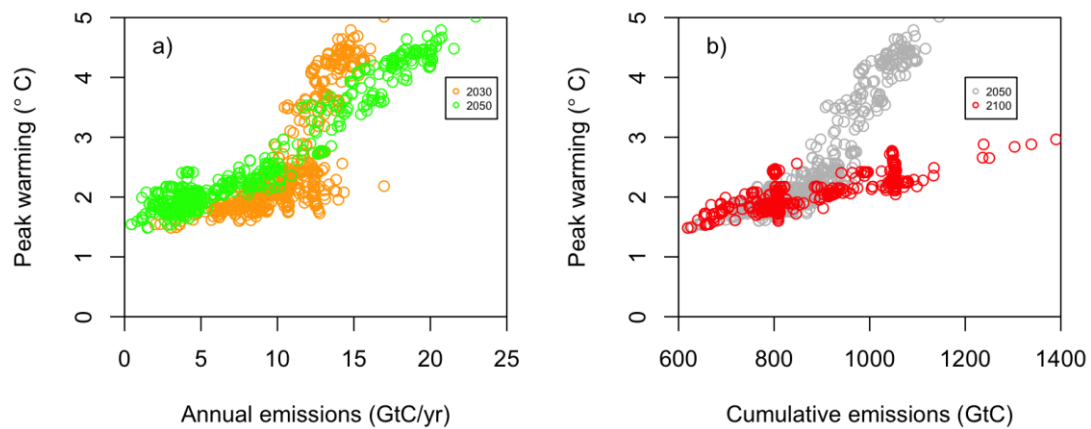 a)
2030
2050
Peak warming (° C)
0 1 2 3 4 5
0 5 10 15 20 25
Annual emissions (GtC/yr)
b)
2050
2100
Peak warming (° C)
0 1 2 3 4 5
600 800 1000 1200 1400
Cumulative emissions (GtC)